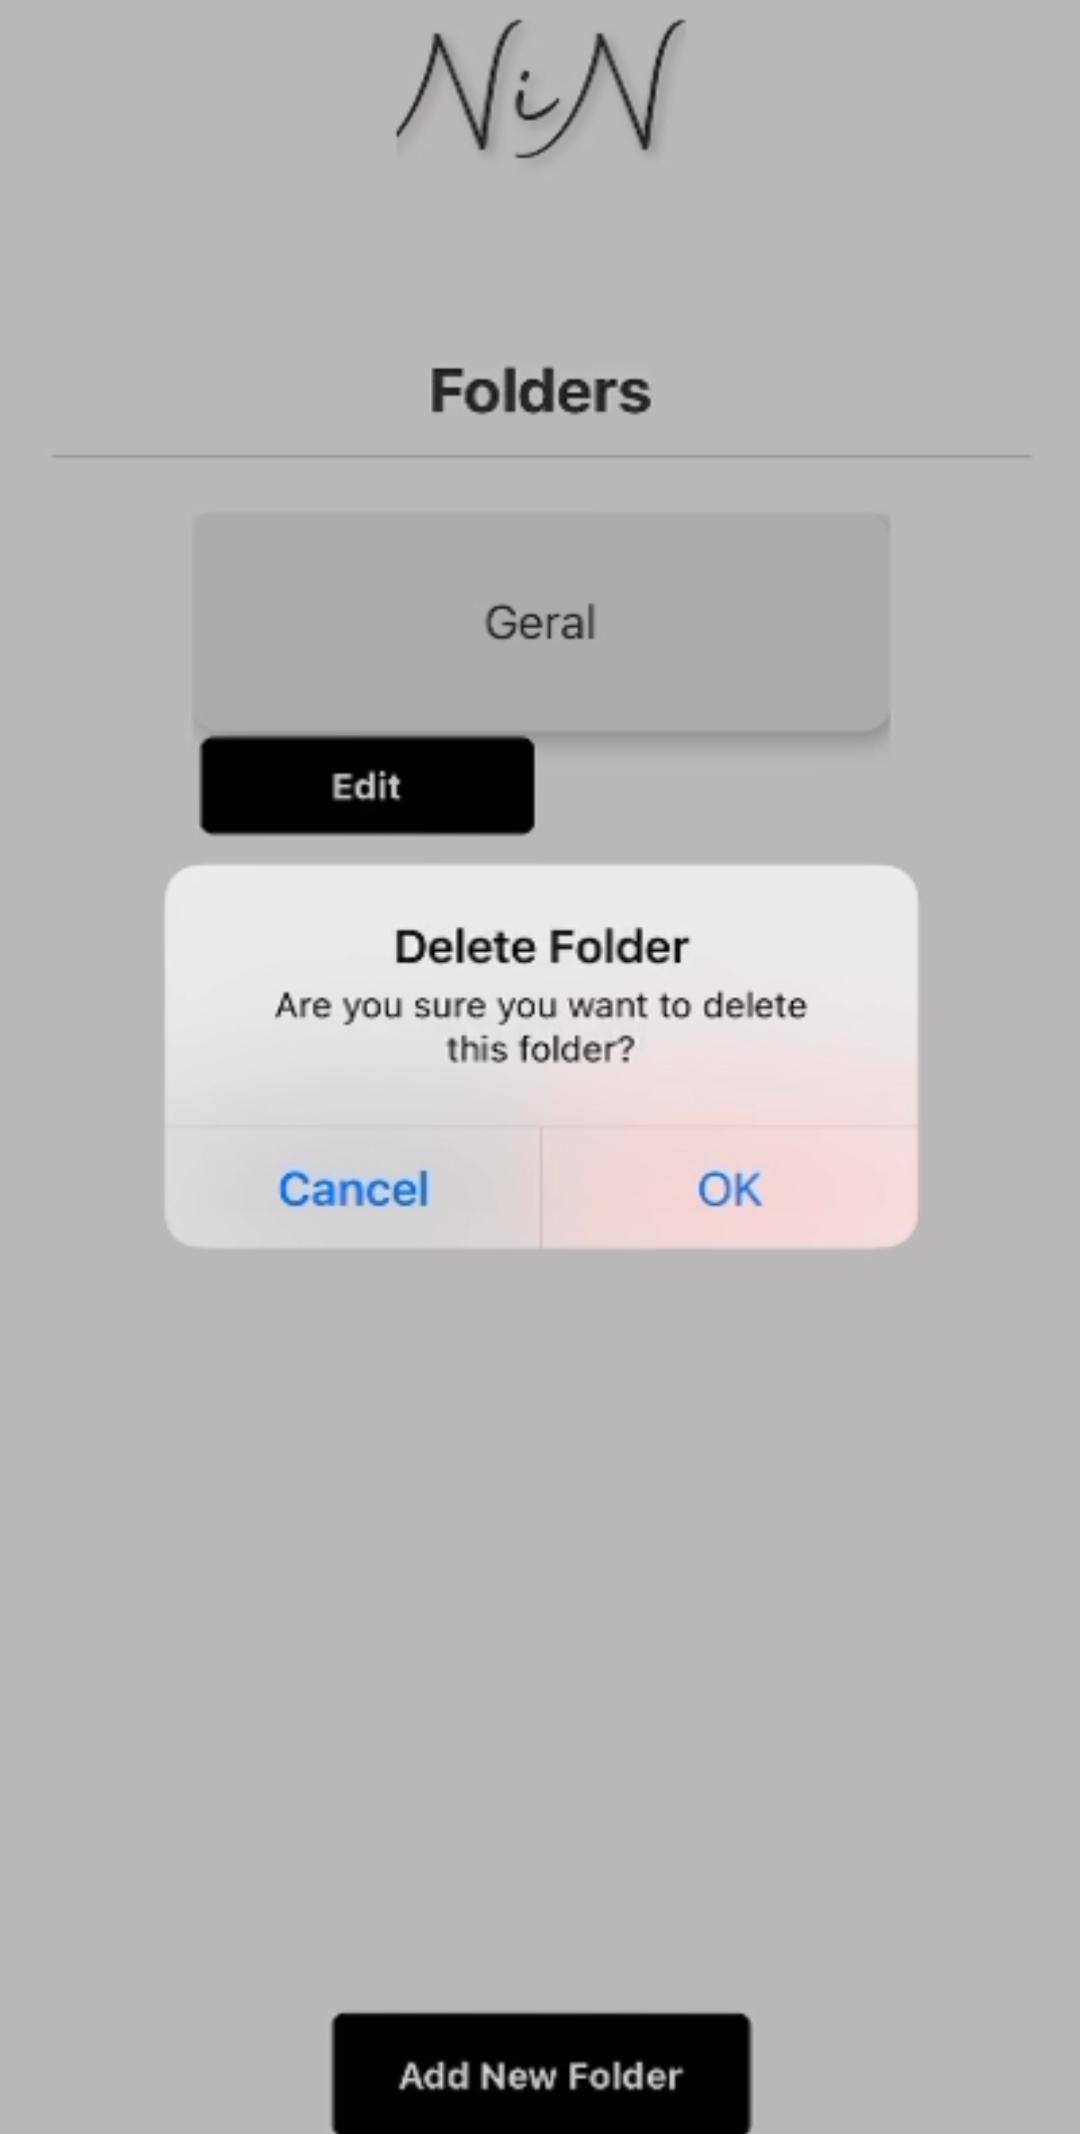 NiN
Folders
Geral
Edit
Delete Folder
Are you sure you want to delete
this folder?
Cancel
OK
Add New Folder